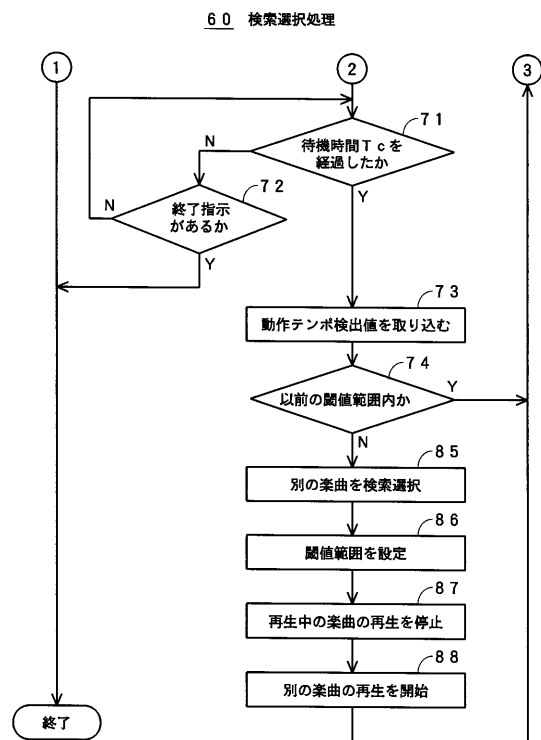 60 検索選択処理
1
2
3
71
待機時間Ｔｃを
経過したか
N
Y
72
終了指示
があるか
N
Y
73
動作テンポ検出値を取り込む
74
以前の閾値範囲内か
Y
N
85
別の楽曲を検索選択
86
閾値範囲を設定
87
再生中の楽曲の再生を停止
88
別の楽曲の再生を開始
終了